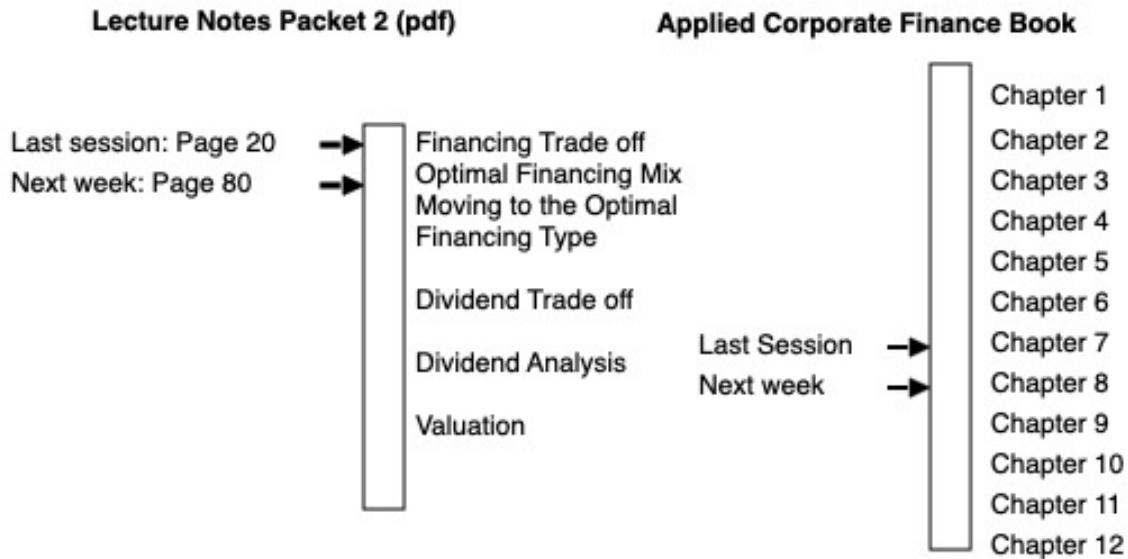 Lecture Notes Packet 2 (pdf)
Last session: Page 20
Next week: Page 80
Financing Trade off
Optimal Financing Mix
Moving to the Optimal
Financing Type
Dividend Trade off
Dividend Analysis
Valuation
Applied Corporate Finance Book
Last Session
Next week
Chapter 1
Chapter 2
Chapter 3
Chapter 4
Chapter 5
Chapter 6
Chapter 7
Chapter 8
Chapter 9
Chapter 10
Chapter 11
Chapter 12